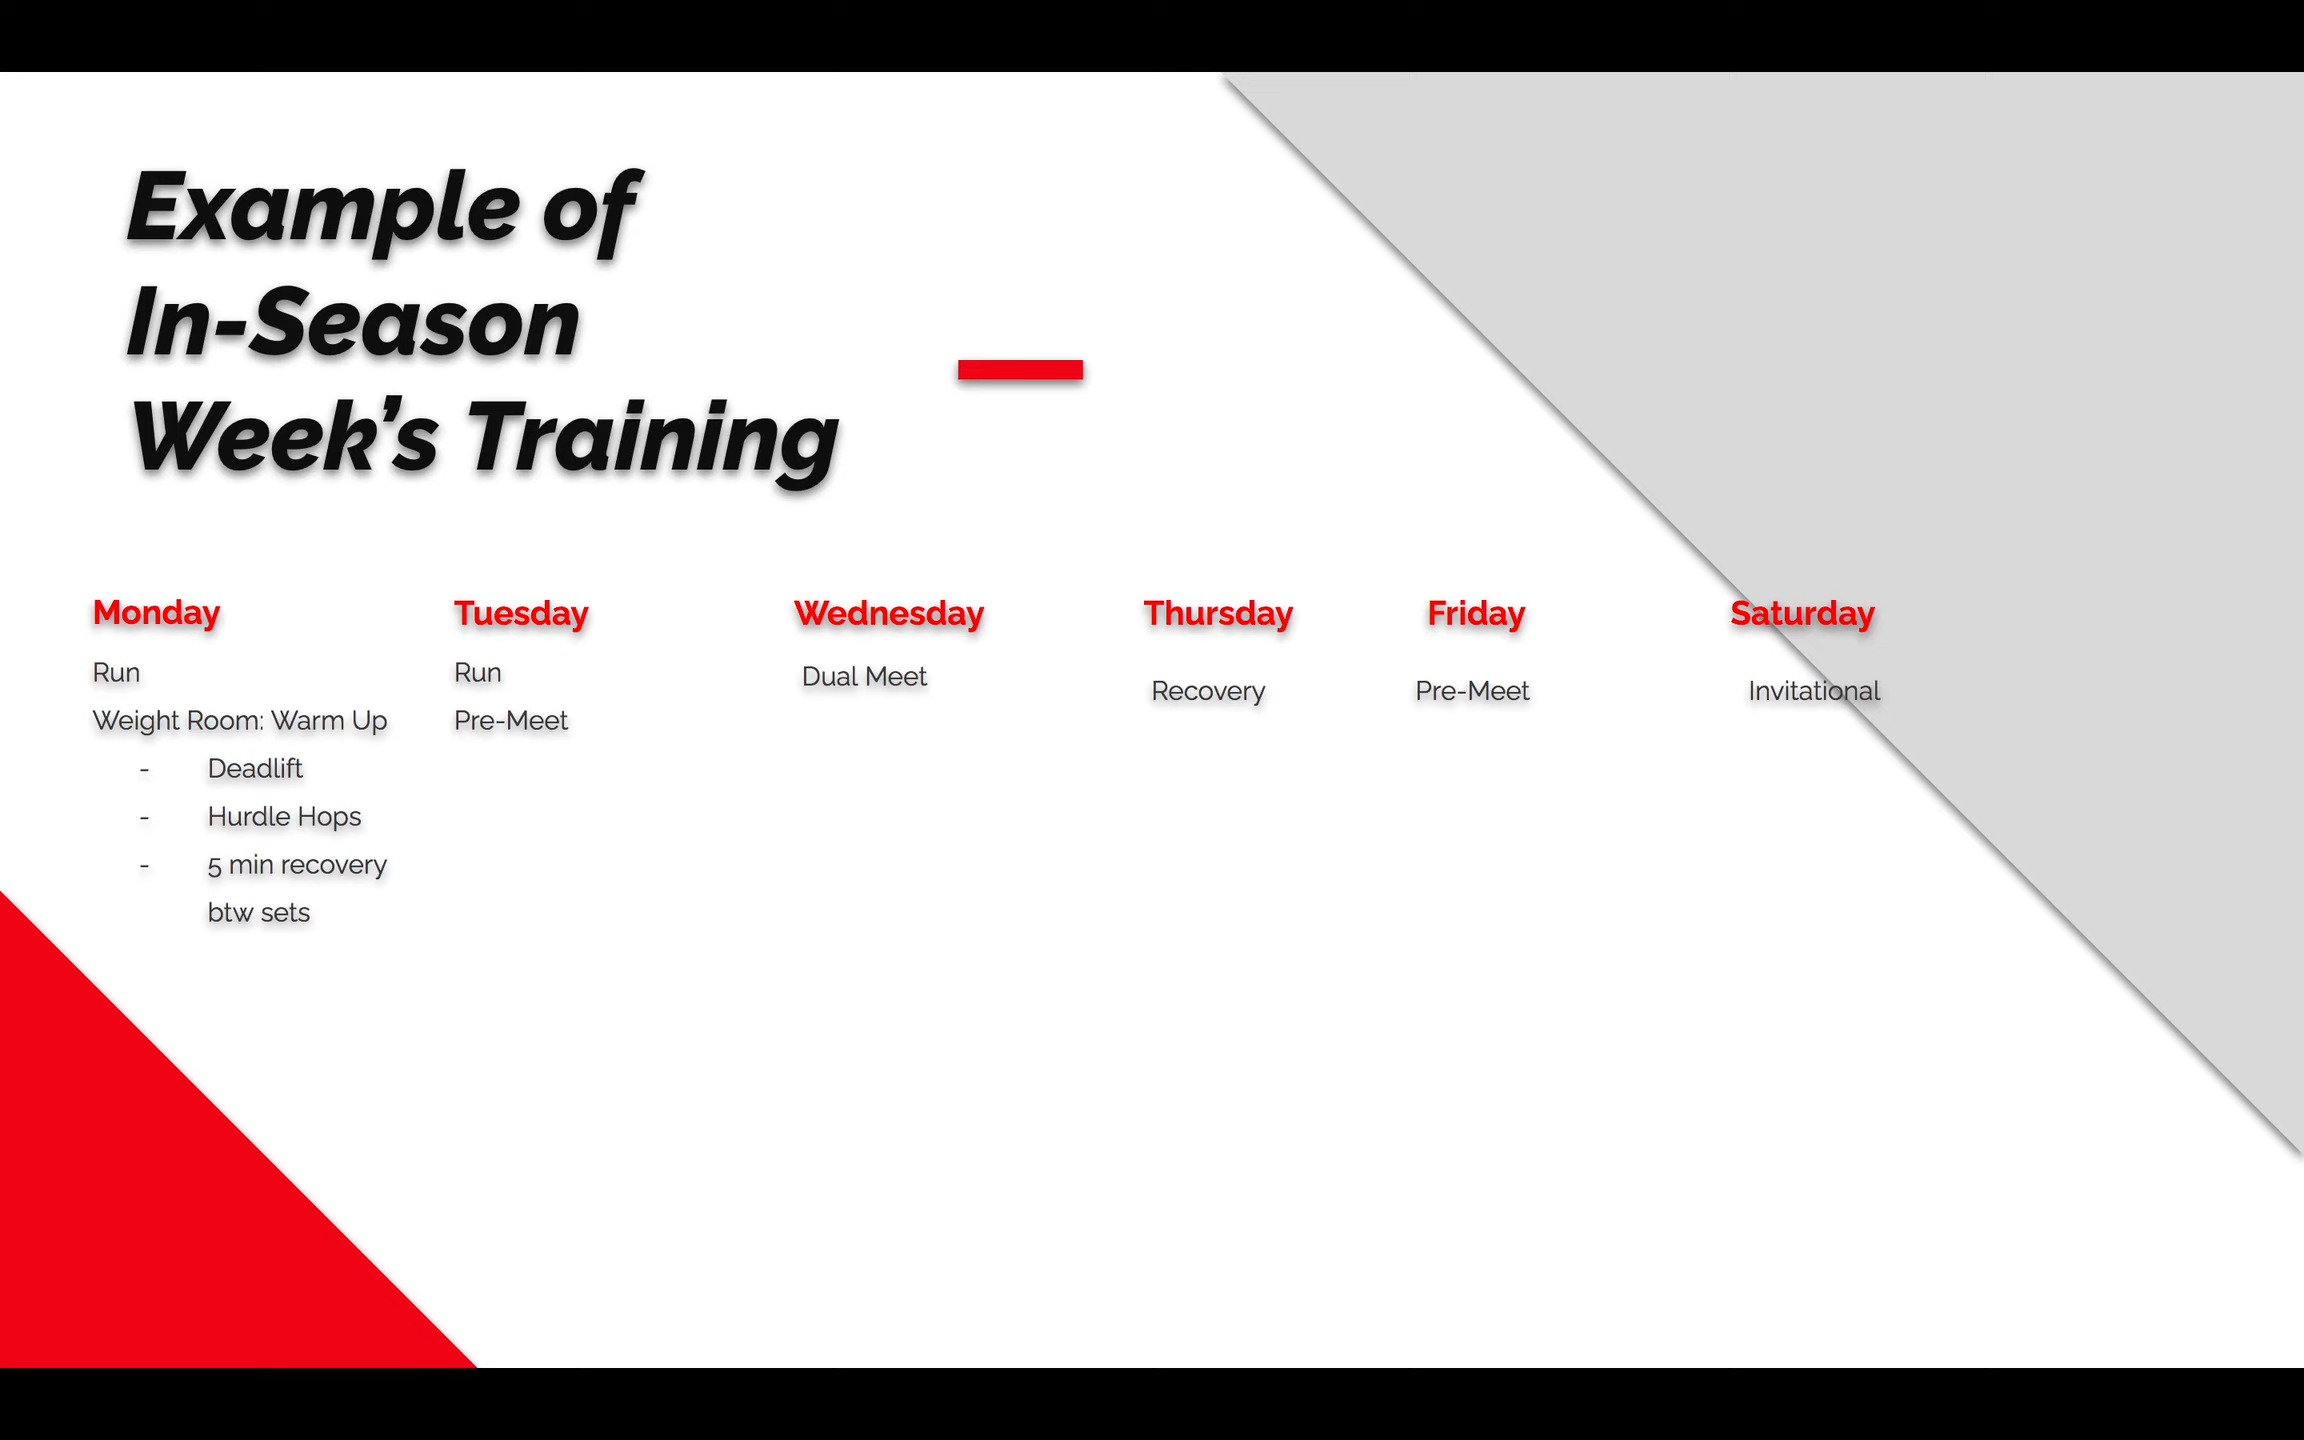 Example of
In-Season
Week’s Training
Monday
Run
Weight Room: Warm Up
- Deadlift
- Hurdle Hops
- 5 min recovery
btw sets
Tuesday
Run
Pre-Meet
Wednesday
Dual Meet
Thursday
Recovery
Friday
Pre-Meet
Saturday
Invitational